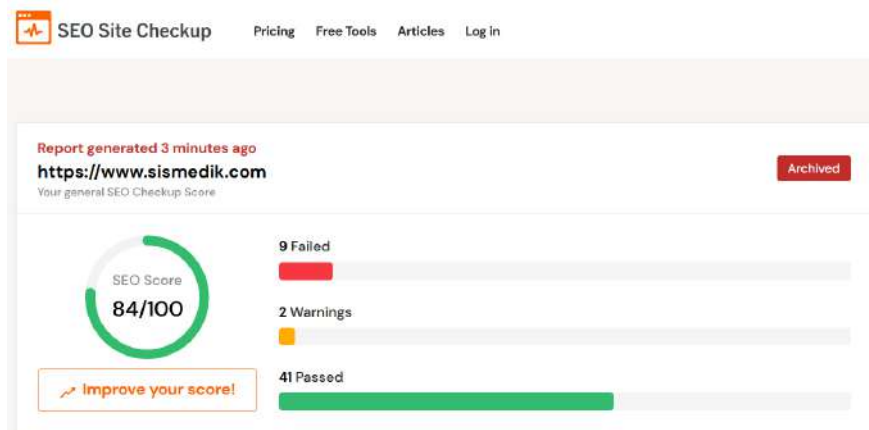 SEO Site Checkup Pricing Free Tools Articles Log in
Report generated 3 minutes ago
https://www.sismedik.com
Archived
Your general SEO Checkup Score
SEO Score
84/100
Improve your score!
9 Failed
2 Warnings
41 Passed